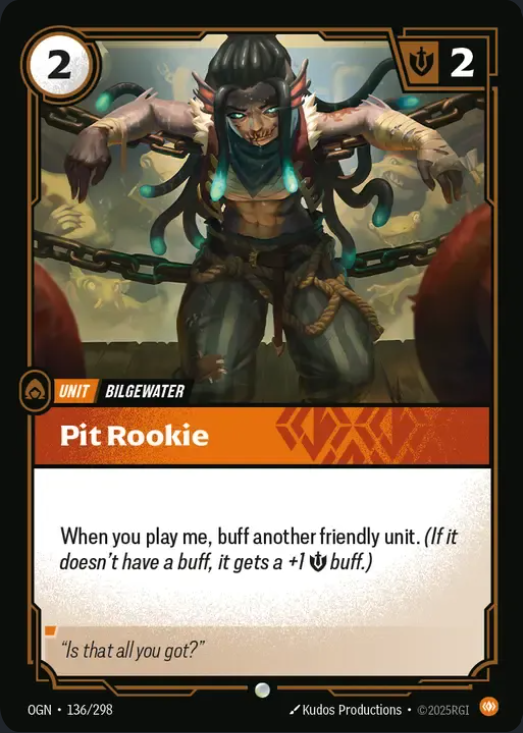 2
2
UNIT BILGEWATER
Pit Rookie
When you play me, buff another friendly unit. (If it
doesn't have a buff, it gets a +1 buff.)
"Is that all you got?"
OGN • 136/298
Kudos Productions • ©2025RGI